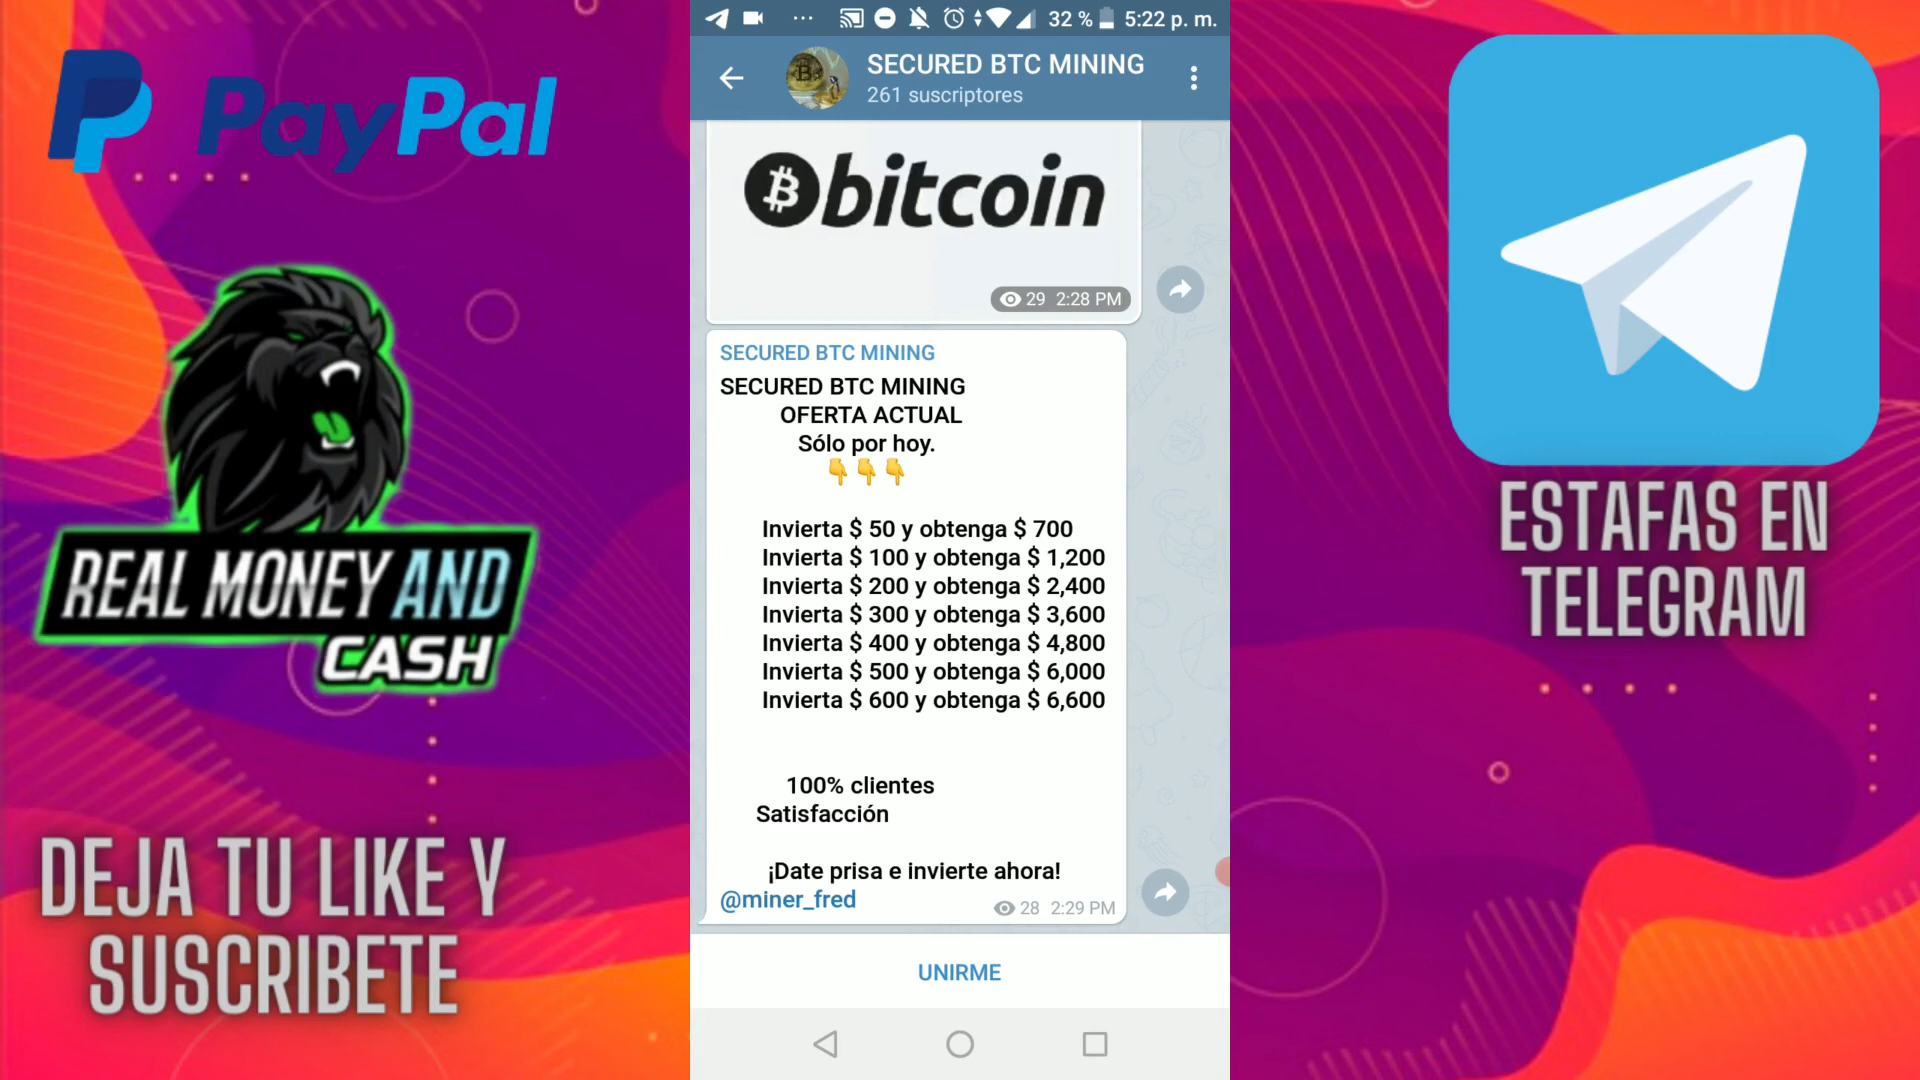 PayPal
REAL MONEY AND
CASH
DEJA TU LIKE Y
SUSCRIBETE
32 %
5:22 p. m.
SECURED BTC MINING
261 suscriptores
bitcoin
29 2:28 PM
SECURED BTC MINING
SECURED BTC MINING
OFERTA ACTUAL
Sólo por hoy.
👇👇👇
Invierta $ 50 y obtenga $ 700
Invierta $ 100 y obtenga $ 1,200
Invierta $ 200 y obtenga $ 2,400
Invierta $ 300 y obtenga $ 3,600
Invierta $ 400 y obtenga $ 4,800
Invierta $ 500 y obtenga $ 6,000
Invierta $ 600 y obtenga $ 6,600
100% clientes
Satisfacción
¡Date prisa e invierte ahora!
@miner_fred
28 2:29 PM
UNIRME
ESTAFAS EN
TELEGRAM